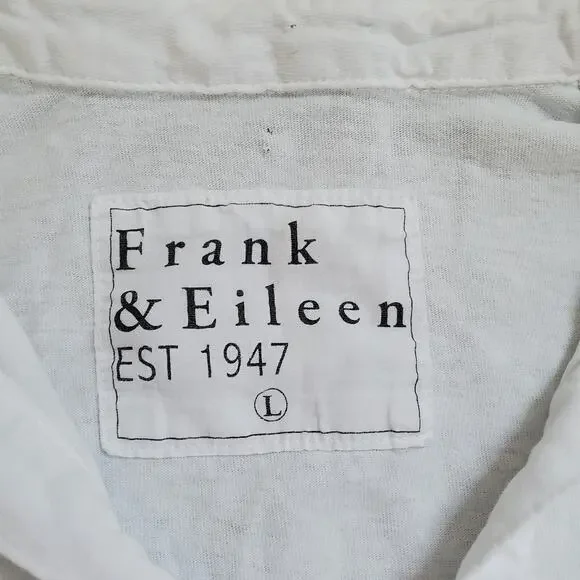 Frank
& Eileen
EST 1947
L